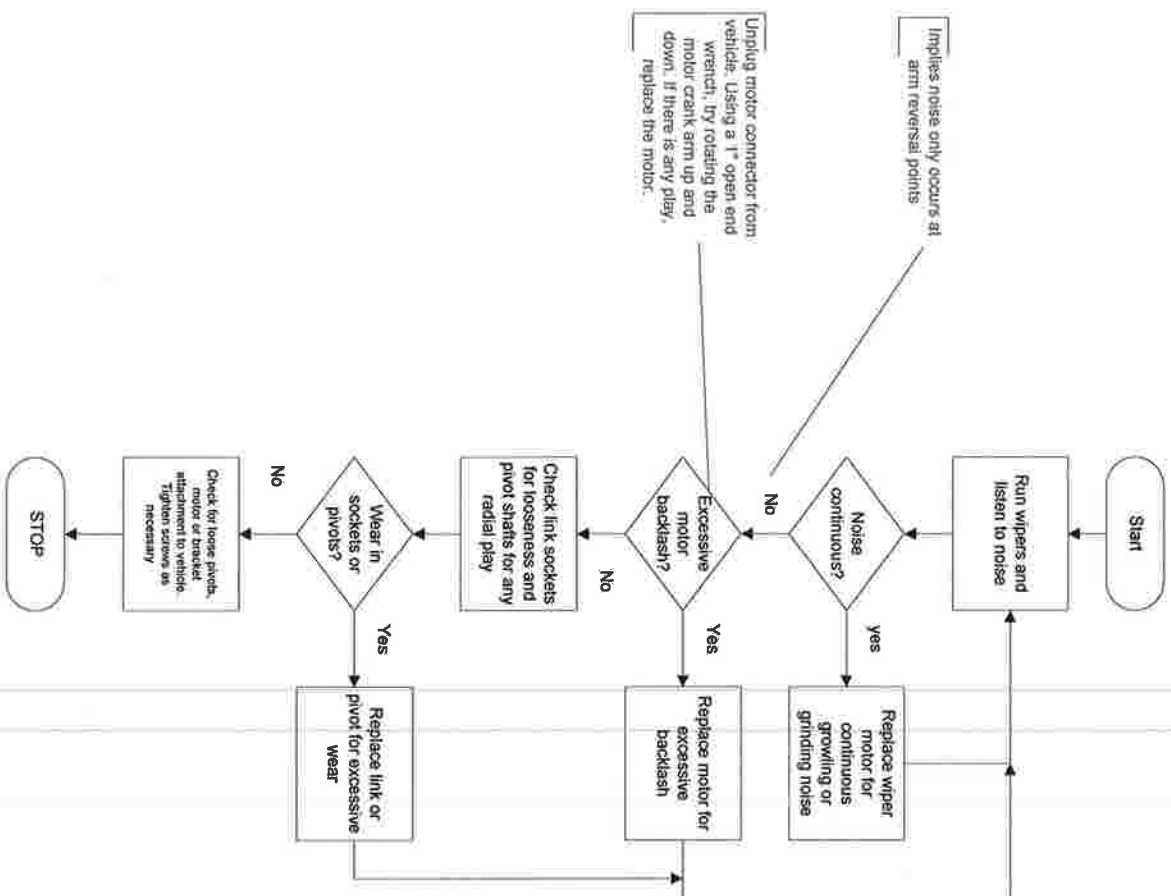 Start
Run wipers and
listen to noise
Noise
continuous?
yes
Replace wiper
motor for
continuous
growling or
grinding noise
No
Implies noise only occurs at
arm reversal points
Excessive
motor
backlash?
Yes
Replace motor for
excessive
backlash
Unplug motor connector from
vehicle. Using a 1" open end
wrench, try rotating the
motor crank arm up and
down. If there is any play,
replace the motor.
No
Check link sockets
for looseness and
pivot shafts for any
radial play
Wear in
sockets or
pivots?
Yes
Replace link or
pivot for excessive
wear
No
Check for loose pivots,
motor or bracket
attachment to vehicle.
Tighten screws as
necessary
STOP